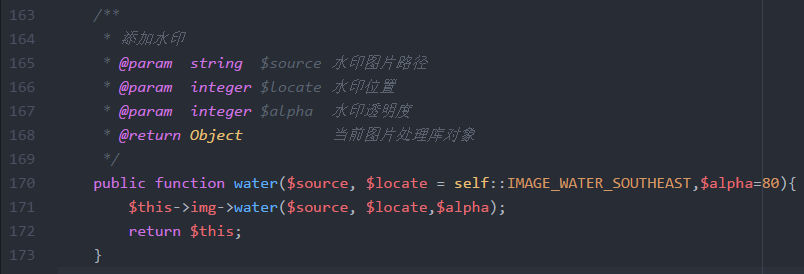 163 /**
164 * 添加水印
165 * @param string $source 水印图片路径
166 * @param integer $locate 水印位置
167 * @param integer $alpha 水印透明度
168 * @return Object 当前图片处理库对象
169 */
170 public function water($source, $locate = self::IMAGE_WATER_SOUTHEAST,$alpha=80){
171 $this->img->water($source, $locate,$alpha);
172 return $this;
173 }